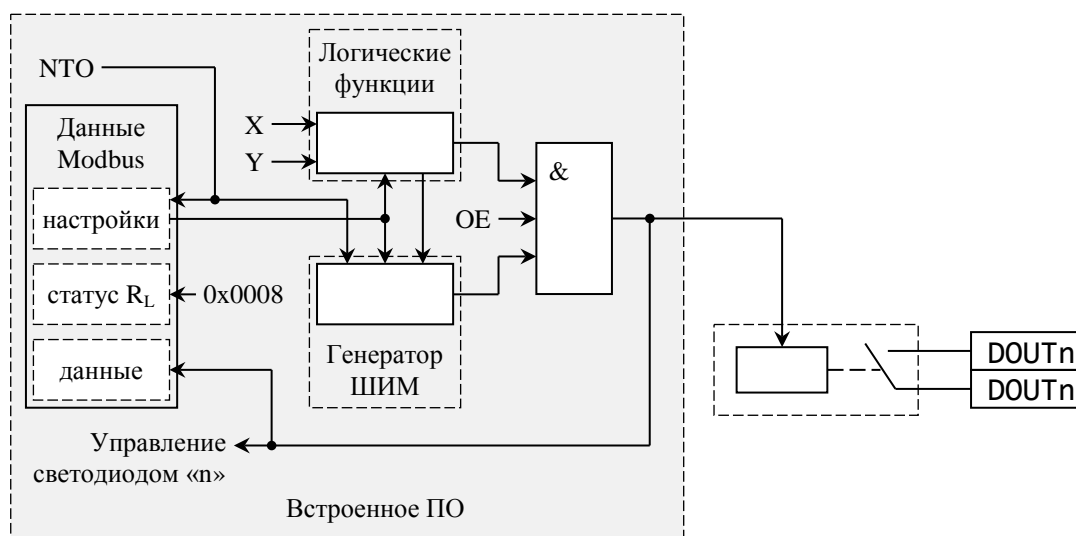 Логические
функции
NTO
Данные
Modbus
X
Y
&
OE
настройки
статус RL
0x0008
данные
Генератор
ШИМ
DOUTn
DOUTn
Управление
светодиодом «n»
Встроенное ПО